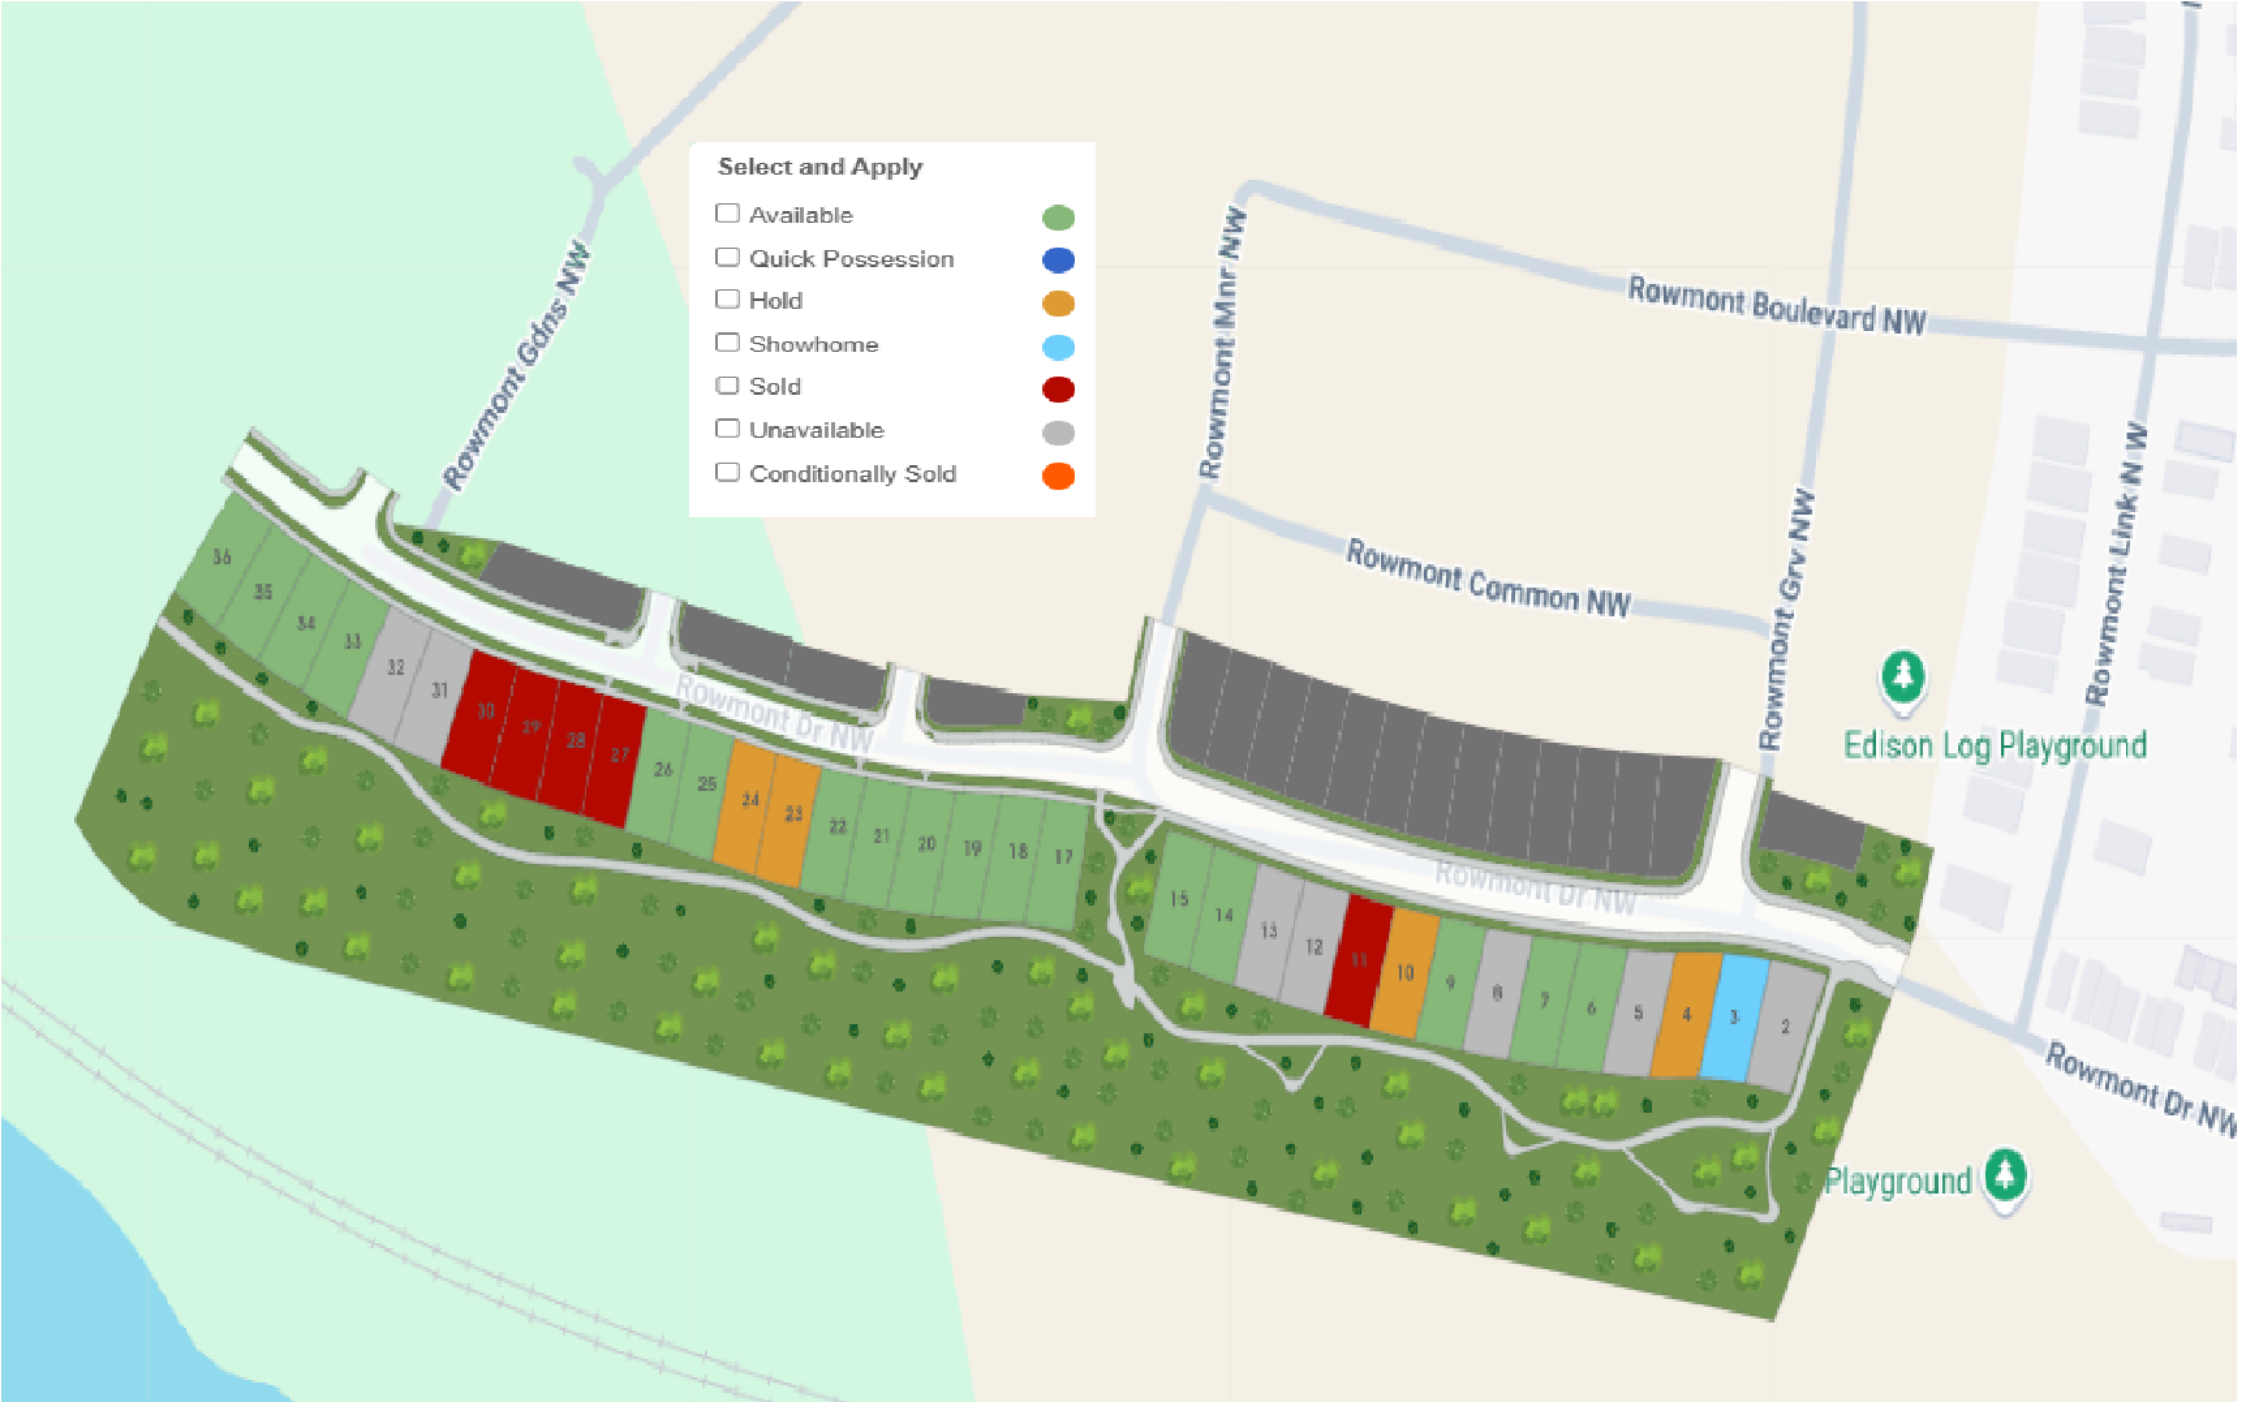 Select and Apply
Available
Quick Possession
Hold
Showhome
Sold
Unavailable
Conditionally Sold
Rowmont Gdns NW
Rowmont Mnr NW
Rowmont Boulevard NW
Rowmont Common NW
Rowmont Grv NW
Rowmont Link NW
Edison Log Playground
Rowmont Dr NW
Rowmont Dr NW
Rowmont Dr NW
Playground
36
35
34
33
32
31
30
29
28
27
26
25
24
23
22
21
20
19
18
17
15
14
13
12
11
10
9
8
7
6
5
4
3
2